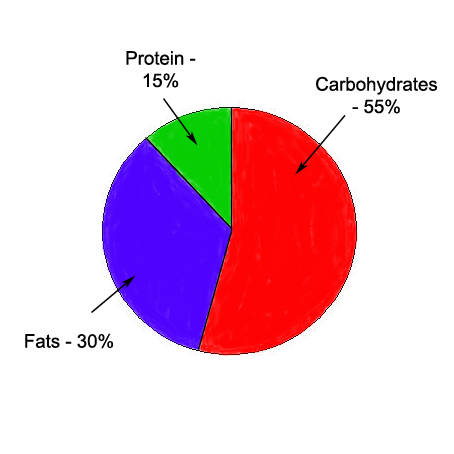 Protein -
15%
Carbohydrates
- 55%
Fats - 30%